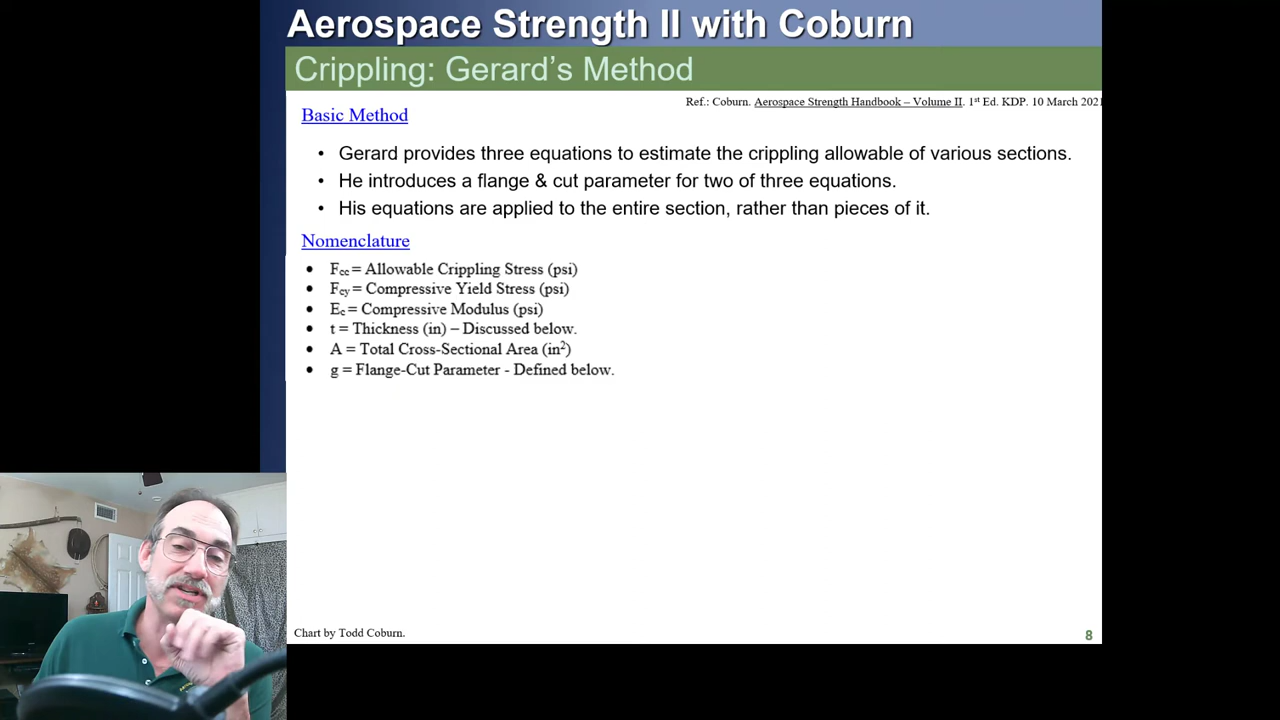 Aerospace Strength II with Coburn
Crippling: Gerard's Method
Ref.: Coburn. Aerospace Strength Handbook – Volume II. 1st Ed. KDP. 10 March 2021
Basic Method
• Gerard provides three equations to estimate the crippling allowable of various sections.
• He introduces a flange & cut parameter for two of three equations.
• His equations are applied to the entire section, rather than pieces of it.
Nomenclature
• Fcc = Allowable Crippling Stress (psi)
• Fcy = Compressive Yield Stress (psi)
• Ec = Compressive Modulus (psi)
• t = Thickness (in) – Discussed below.
• A = Total Cross-Sectional Area (in2)
• g = Flange-Cut Parameter - Defined below.
Chart by Todd Coburn.
8